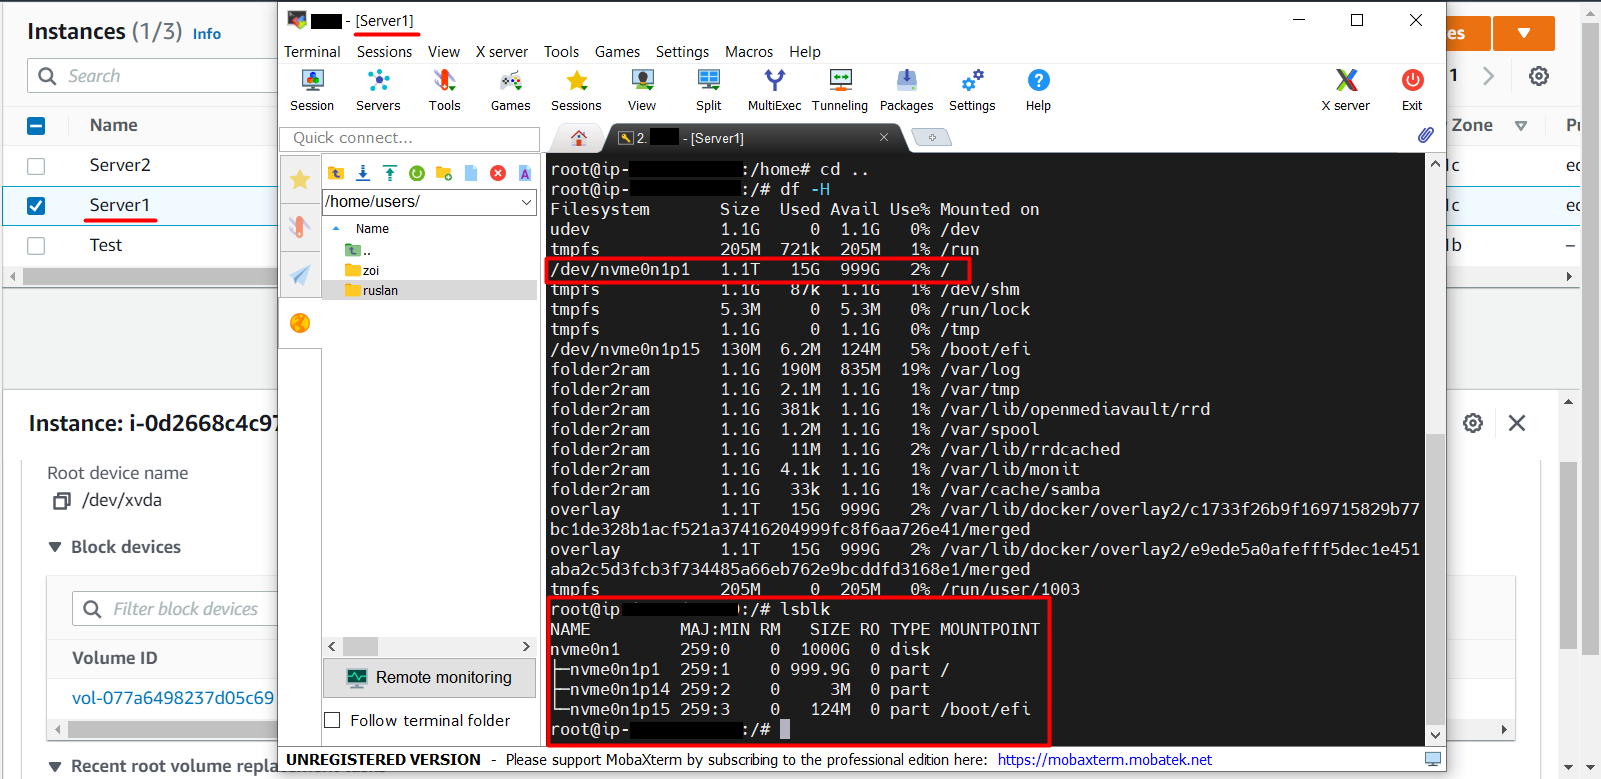 Instances (1/3) Info
Search
Name
Server2
Server1
Test
Instance: i-0d2668c4c97
Root device name
/dev/xvda
Block devices
Filter block devices
Volume ID
vol-077a6498237d05c69
Recent root volume
- [Server1]
Terminal Sessions View X server Tools Games Settings Macros Help
Session Servers Tools Games Sessions View Split MultiExec Tunneling Packages Settings Help X server Exit
Quick connect...
2. - [Server1]
/home/users/
Name
..
zoi
ruslan
Remote monitoring
Follow terminal folder
root@ip- :/home# cd ..
root@ip- :/# df -H
Filesystem Size Used Avail Use% Mounted on
udev 1.1G 0 1.1G 0% /dev
tmpfs 205M 721k 205M 1% /run
/dev/nvme0n1p1 1.1T 15G 999G 2% /
tmpfs 1.1G 87k 1.1G 1% /dev/shm
tmpfs 5.3M 0 5.3M 0% /run/lock
tmpfs 1.1G 0 1.1G 0% /tmp
/dev/nvme0n1p15 130M 6.2M 124M 5% /boot/efi
folder2ram 1.1G 190M 835M 19% /var/log
folder2ram 1.1G 2.1M 1.1G 1% /var/tmp
folder2ram 1.1G 381k 1.1G 1% /var/lib/openmediavault/rrd
folder2ram 1.1G 1.2M 1.1G 1% /var/spool
folder2ram 1.1G 11M 1.1G 2% /var/lib/rrdcached
folder2ram 1.1G 4.1k 1.1G 1% /var/lib/monit
folder2ram 1.1G 33k 1.1G 1% /var/cache/samba
overlay 1.1T 15G 999G 2% /var/lib/docker/overlay2/c1733f26b9f169715829b77
bc1de328b1acf521a37416204999fc8f6aa726e41/merged
overlay 1.1T 15G 999G 2% /var/lib/docker/overlay2/e9ede5a0afefff5dec1e451
aba2c5d3fcb3f734485a66eb762e9bcddfd3168e1/merged
tmpfs 205M 0 205M 0% /run/user/1003
root@ip :/# lsblk
NAME MAJ:MIN RM SIZE RO TYPE MOUNTPOINT
nvme0n1 259:0 0 1000G 0 disk
├─nvme0n1p1 259:1 0 999.9G 0 part /
├─nvme0n1p14 259:2 0 3M 0 part
└─nvme0n1p15 259:3 0 124M 0 part /boot/efi
root@ip- :/#
UNREGISTERED VERSION - Please support MobaXterm by subscribing to the professional edition here: https://mobaxterm.mobatek.net
es
1
Zone
1c
1c
1b
–